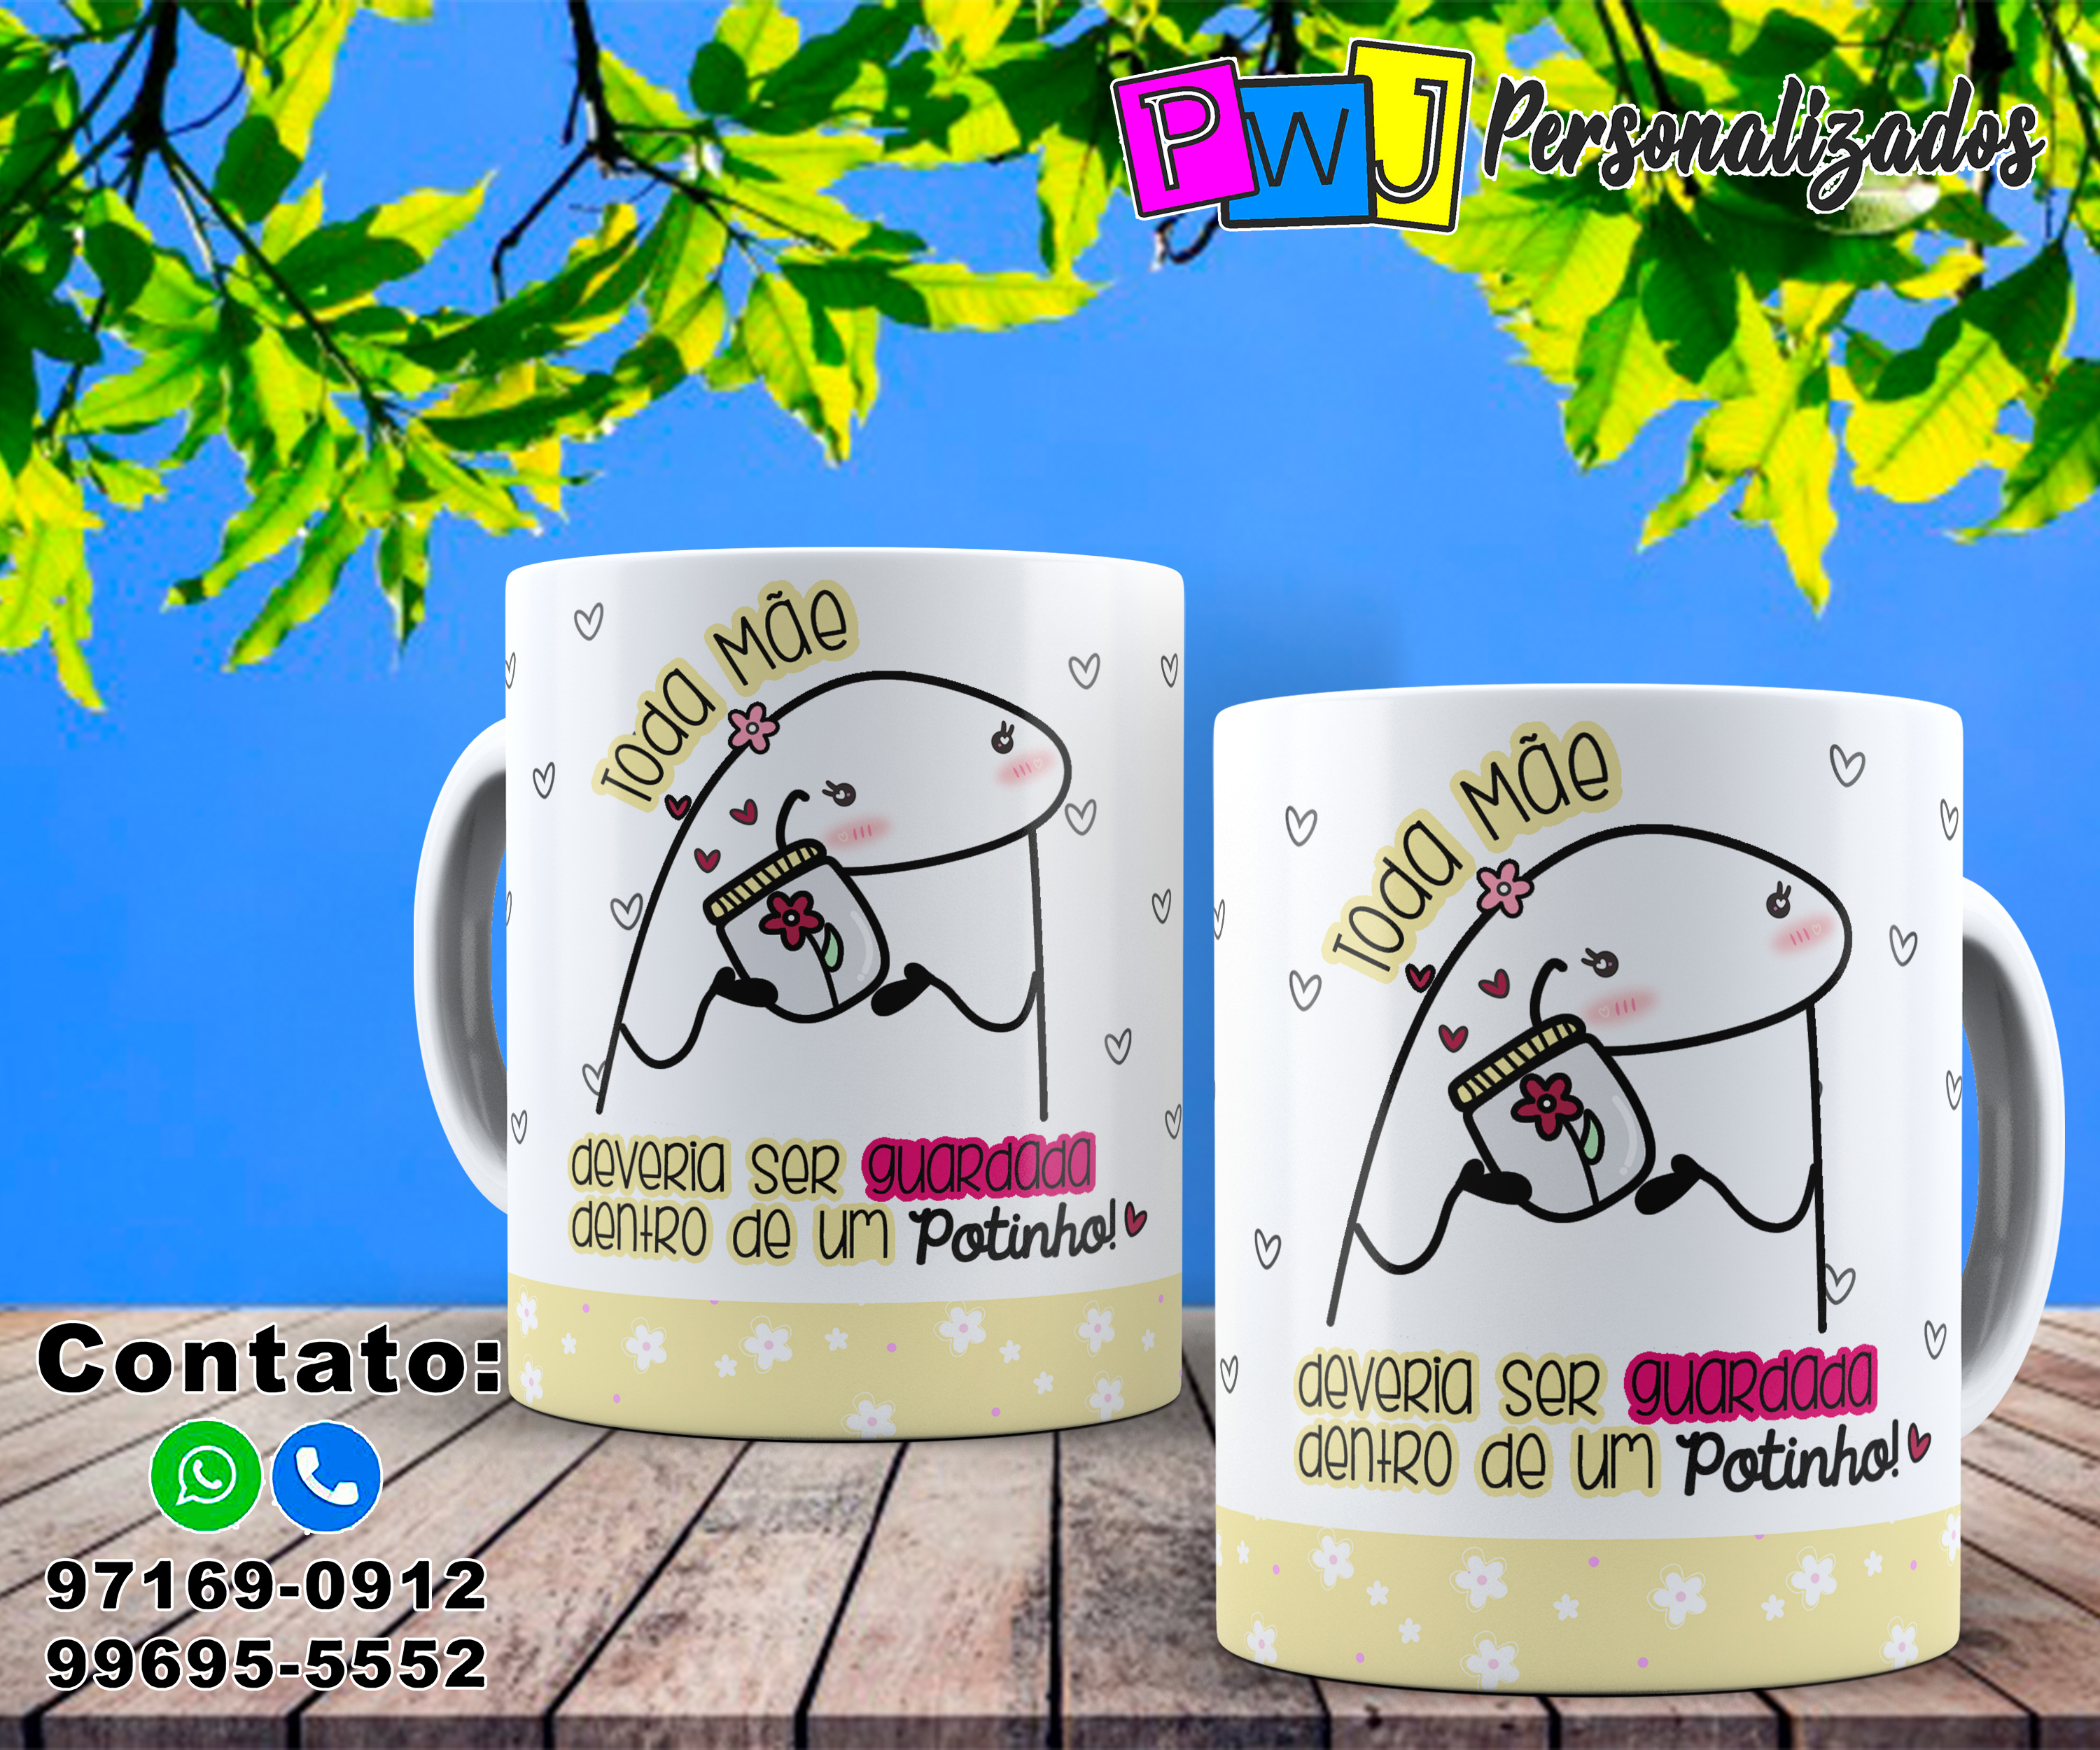 PWJ Personalizados
Toda Mãe
deveria ser guardada
dentro de um Potinho!
Toda Mãe
deveria ser guardada
dentro de um Potinho!
Contato:
97169-0912
99695-5552